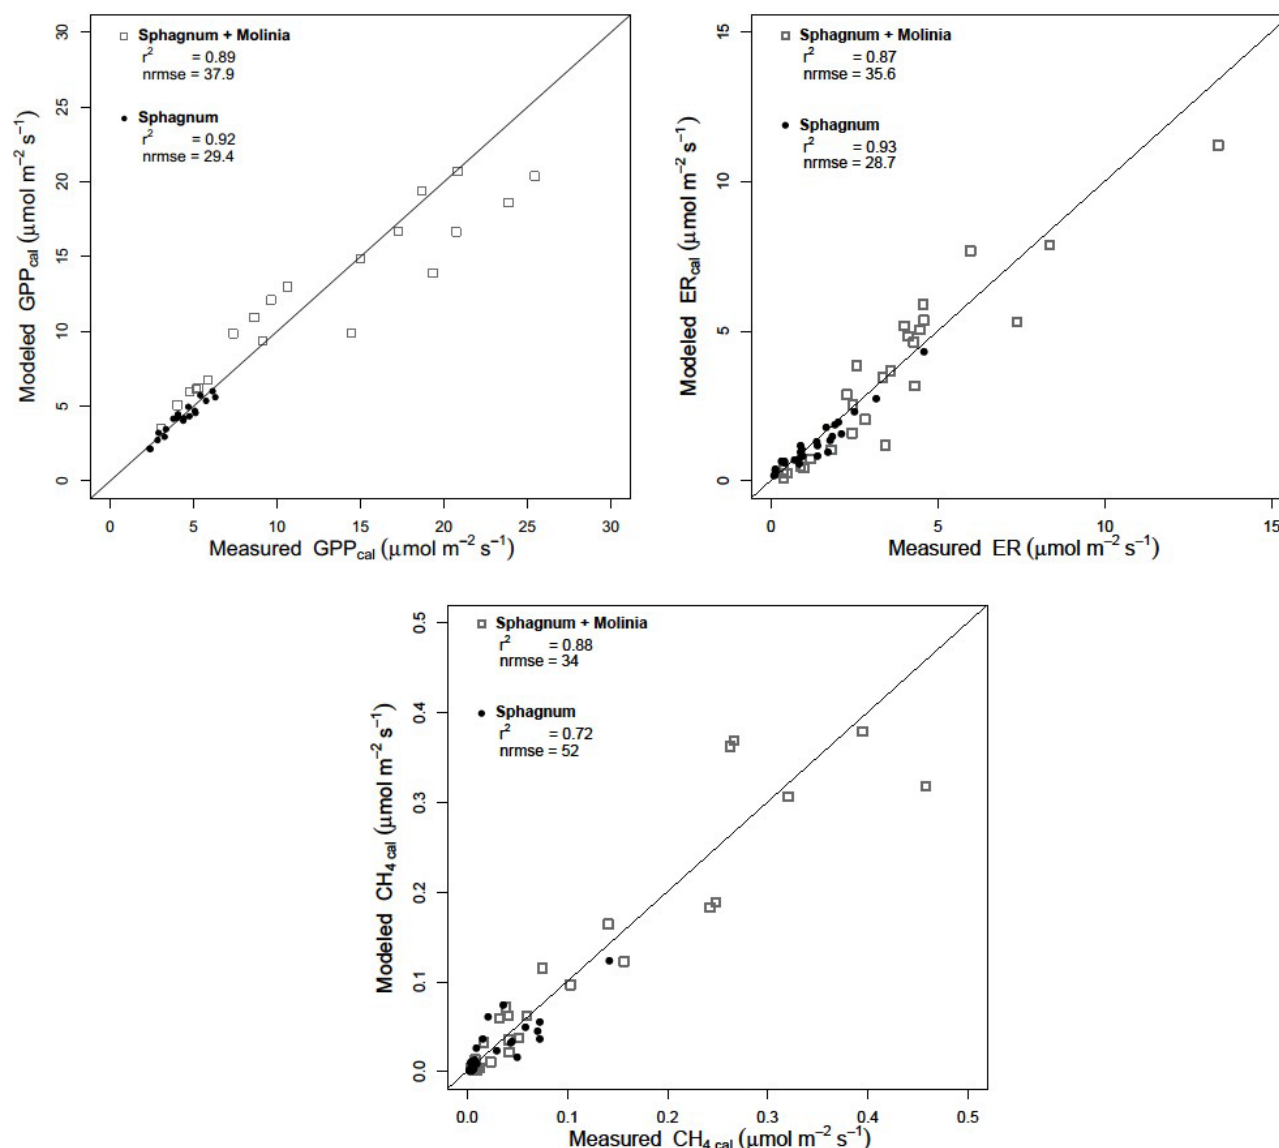 Sphagnum + Molinia
r² = 0.89
nrmse = 37.9
Sphagnum
r² = 0.92
nrmse = 29.4
30
25
20
15
10
5
0
Modeled GPPcal (μmol m−2 s−1)
0 5 10 15 20 25 30
Measured GPPcal (μmol m−2 s−1)
Sphagnum + Molinia
r² = 0.87
nrmse = 35.6
Sphagnum
r² = 0.93
nrmse = 28.7
15
10
5
0
Modeled ERcal (μmol m−2 s−1)
0 5 10 15
Measured ER (μmol m−2 s−1)
Sphagnum + Molinia
r² = 0.88
nrmse = 34
Sphagnum
r² = 0.72
nrmse = 52
0.5
0.4
0.3
0.2
0.1
0.0
Modeled CH4 cal (μmol m−2 s−1)
0.0 0.1 0.2 0.3 0.4 0.5
Measured CH4 cal (μmol m−2 s−1)